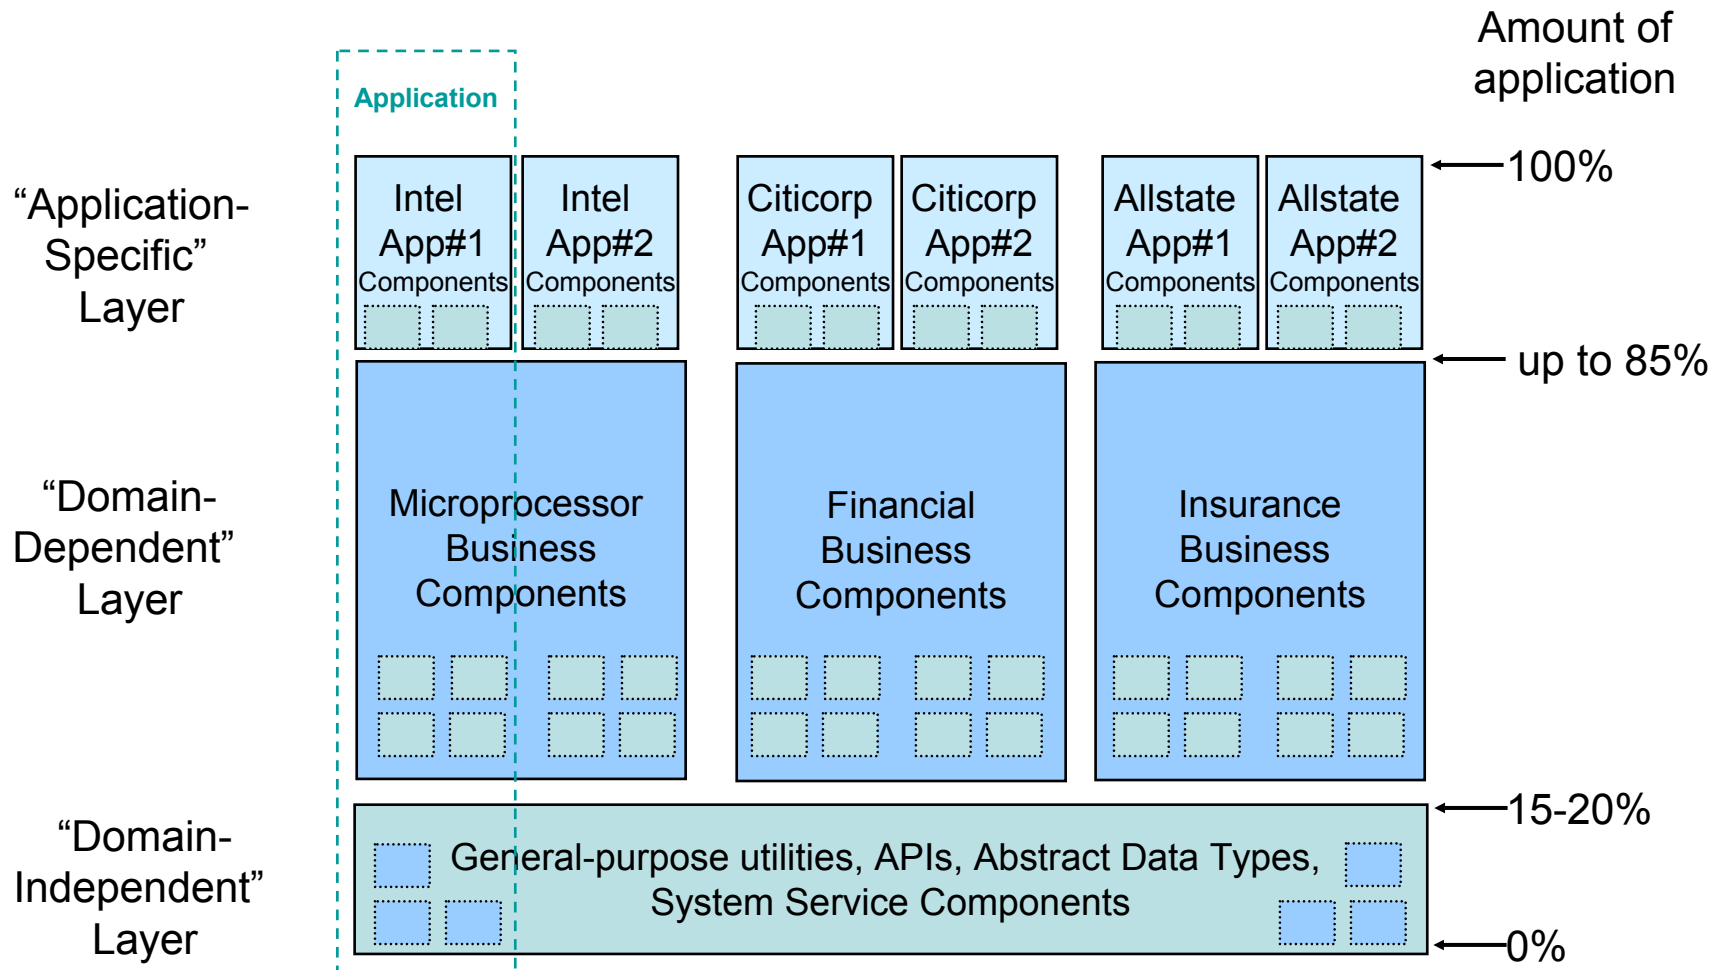 Amount of
application
Application
“Application-
Specific”
Layer
Intel
App#1
Components
Intel
App#2
Components
Citicorp
App#1
Components
Citicorp
App#2
Components
Allstate
App#1
Components
Allstate
App#2
Components
100%
up to 85%
“Domain-
Dependent”
Layer
Microprocessor
Business
Components
Financial
Business
Components
Insurance
Business
Components
15-20%
“Domain-
Independent”
Layer
General-purpose utilities, APIs, Abstract Data Types,
System Service Components
0%